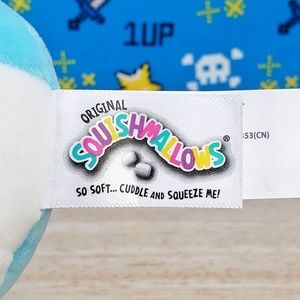 1UP
ORIGINAL
SQUISHMALLOWS®
SO SOFT... CUDDLE AND SQUEEZE ME!